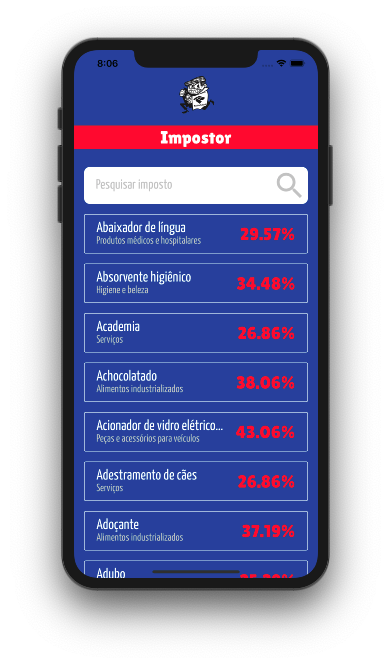 8:06
Impostor
Pesquisar imposto
Abaixador de língua
Produtos médicos e hospitalares
29.57%
Absorvente higiênico
Higiene e beleza
34.48%
Academia
Serviços
26.86%
Achocolatado
Alimentos industrializados
38.06%
Acionador de vidro elétrico...
Peças e acessórios para veículos
43.06%
Adestramento de cães
Serviços
26.86%
Adoçante
Alimentos industrializados
37.19%
Adubo